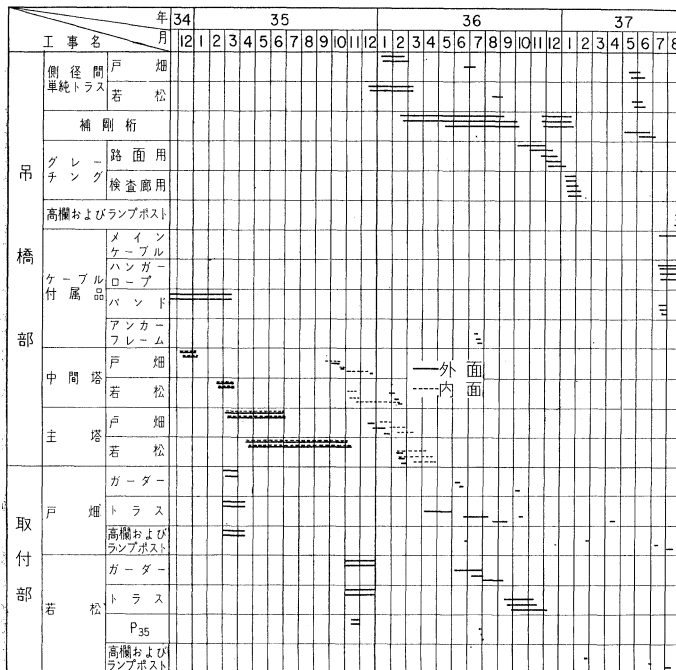 年 34 35 36 37
工事名 月 12 1 2 3 4 5 6 7 8 9 10 11 12 1 2 3 4 5 6 7 8 9 10 11 12 1 2 3 4 5 6 7 8
吊橋部
側径間単純トラス
戸畑
若松
補剛桁
グレーチング
路面用
検査廊用
高欄およびランプポスト
ケーブル付属品
メインケーブル
ハンガーロープ
バンド
アンカーフレーム
中間塔
戸畑
若松
外面
内面
主塔
戸畑
若松
取付部
戸畑
ガーダー
トラス
高欄およびランプポスト
若松
ガーダー
トラス
P35
高欄およびランプポスト